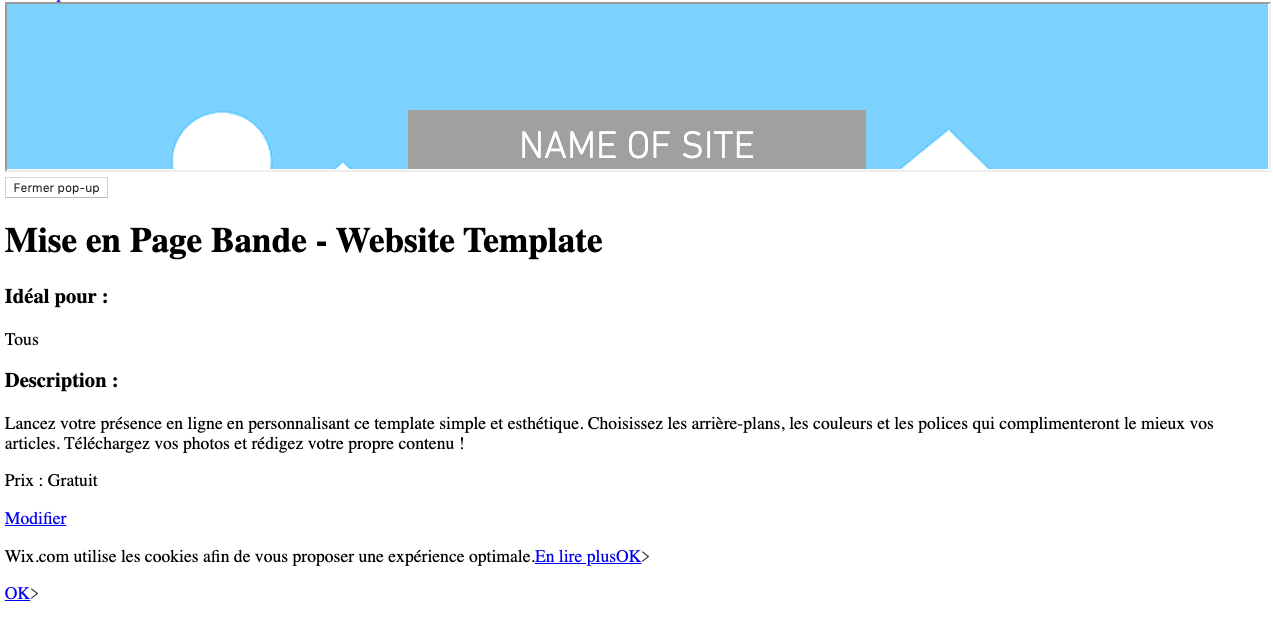 NAME OF SITE
Fermer pop-up
Mise en Page Bande - Website Template
Idéal pour :
Tous
Description :
Lancez votre présence en ligne en personnalisant ce template simple et esthétique. Choisissez les arrière-plans, les couleurs et les polices qui complimenteront le mieux vos
articles. Téléchargez vos photos et rédigez votre propre contenu !
Prix : Gratuit
Modifier
Wix.com utilise les cookies afin de vous proposer une expérience optimale.En lire plusOK>
OK>